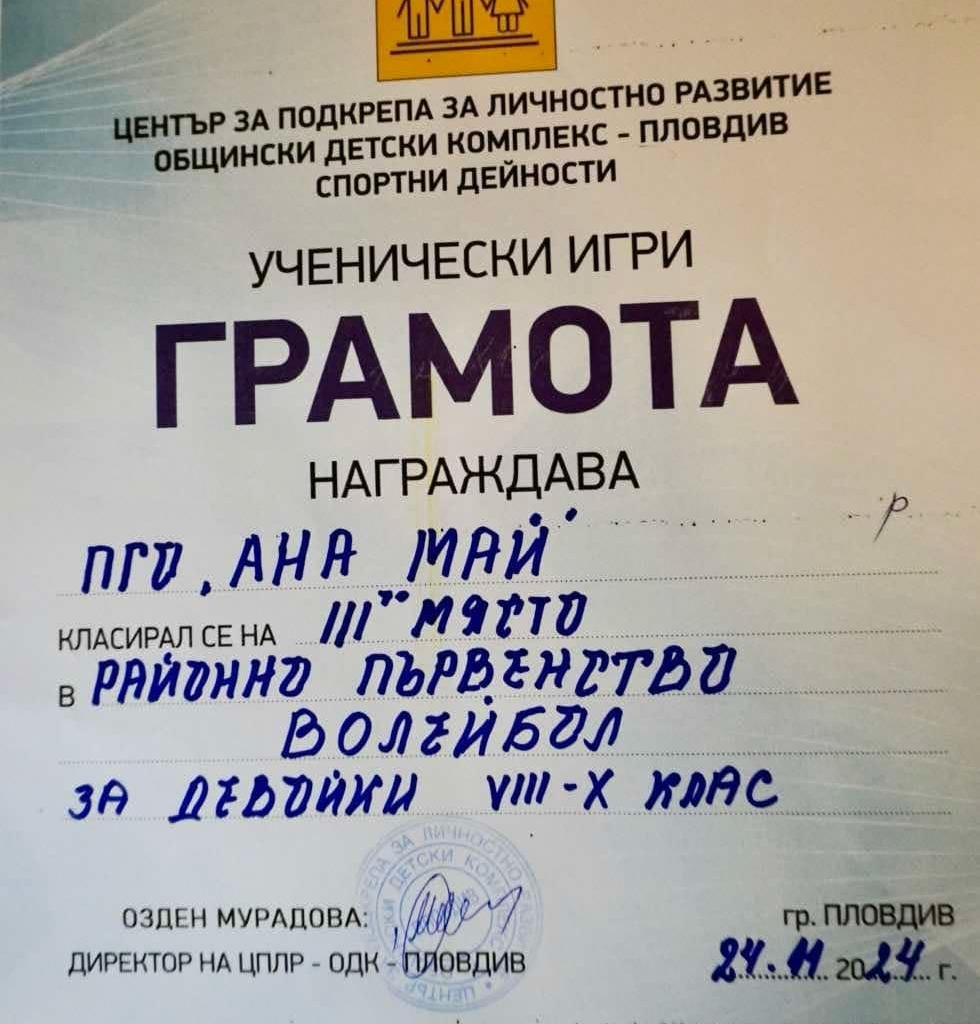 ЦЕНТЪР ЗА ПОДКРЕПА ЗА ЛИЧНОСТНО РАЗВИТИЕ
ОБЩИНСКИ ДЕТСКИ КОМПЛЕКС - ПЛОВДИВ
СПОРТНИ ДЕЙНОСТИ
УЧЕНИЧЕСКИ ИГРИ
ГРАМОТА
НАГРАЖДАВА
ПГО „АНА МАЙ“
КЛАСИРАЛ СЕ НА III то МЯСТО
В РАЙОННО ПЪРВЕНСТВО
ВОЛЕЙБОЛ
ЗА ДЕВОЙКИ VIII-X КЛАС
ОЗДЕН МУРАДОВА:
гр. ПЛОВДИВ
ДИРЕКТОР НА ЦПЛР - ОДК - ПЛОВДИВ
24.11.2024 г.